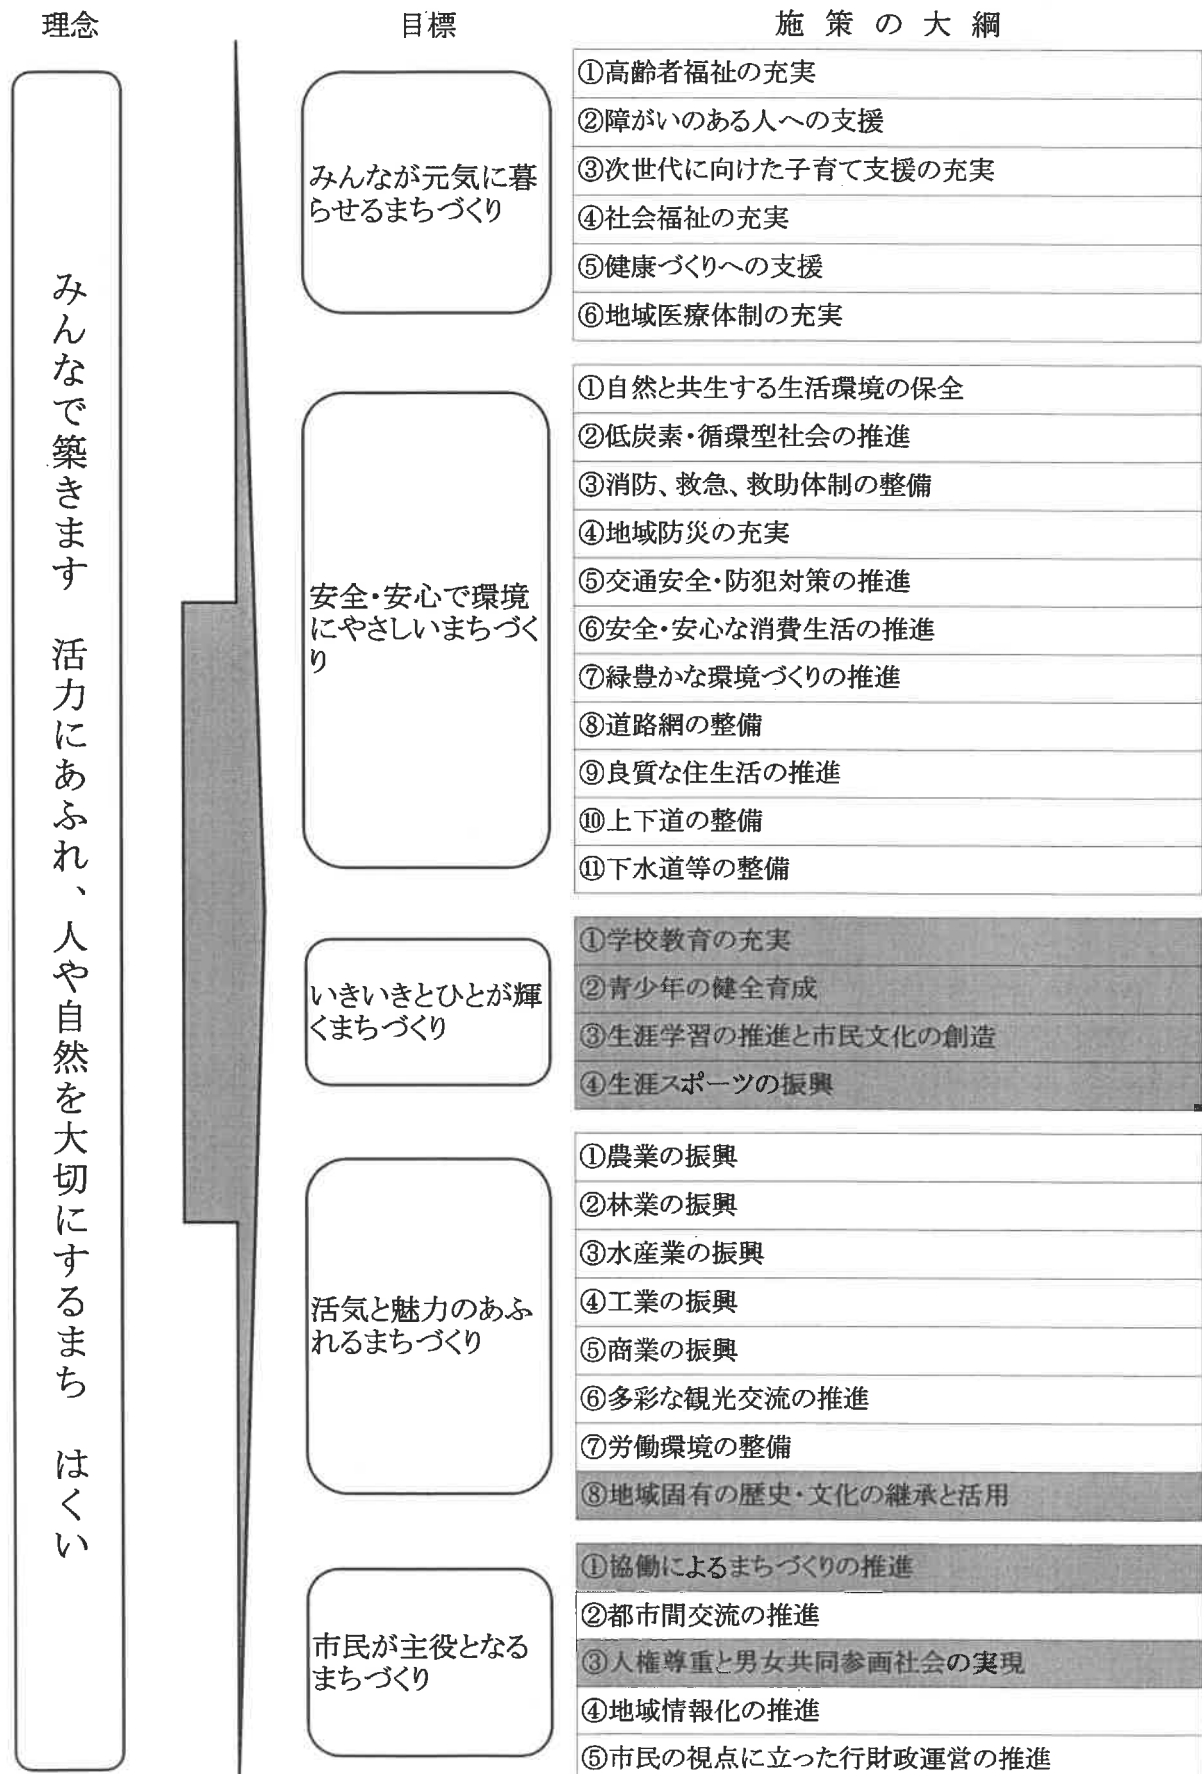 理念
目標
施策の大綱
みんなで築きます　活力にあふれ、人や自然を大切にするまち　はくい
みんなが元気に暮
らせるまちづくり
①高齢者福祉の充実
②障がいのある人への支援
③次世代に向けた子育て支援の充実
④社会福祉の充実
⑤健康づくりへの支援
⑥地域医療体制の充実
安全・安心で環境
にやさしいまちづく
り
①自然と共生する生活環境の保全
②低炭素・循環型社会の推進
③消防、救急、救助体制の整備
④地域防災の充実
⑤交通安全・防犯対策の推進
⑥安全・安心な消費生活の推進
⑦緑豊かな環境づくりの推進
⑧道路網の整備
⑨良質な住生活の推進
⑩上下道の整備
⑪下水道等の整備
いきいきとひとが輝
くまちづくり
①学校教育の充実
②青少年の健全育成
③生涯学習の推進と市民文化の創造
④生涯スポーツの振興
活気と魅力のあふ
れるまちづくり
①農業の振興
②林業の振興
③水産業の振興
④工業の振興
⑤商業の振興
⑥多彩な観光交流の推進
⑦労働環境の整備
⑧地域固有の歴史・文化の継承と活用
市民が主役となる
まちづくり
①協働によるまちづくりの推進
②都市間交流の推進
③人権尊重と男女共同参画社会の実現
④地域情報化の推進
⑤市民の視点に立った行財政運営の推進